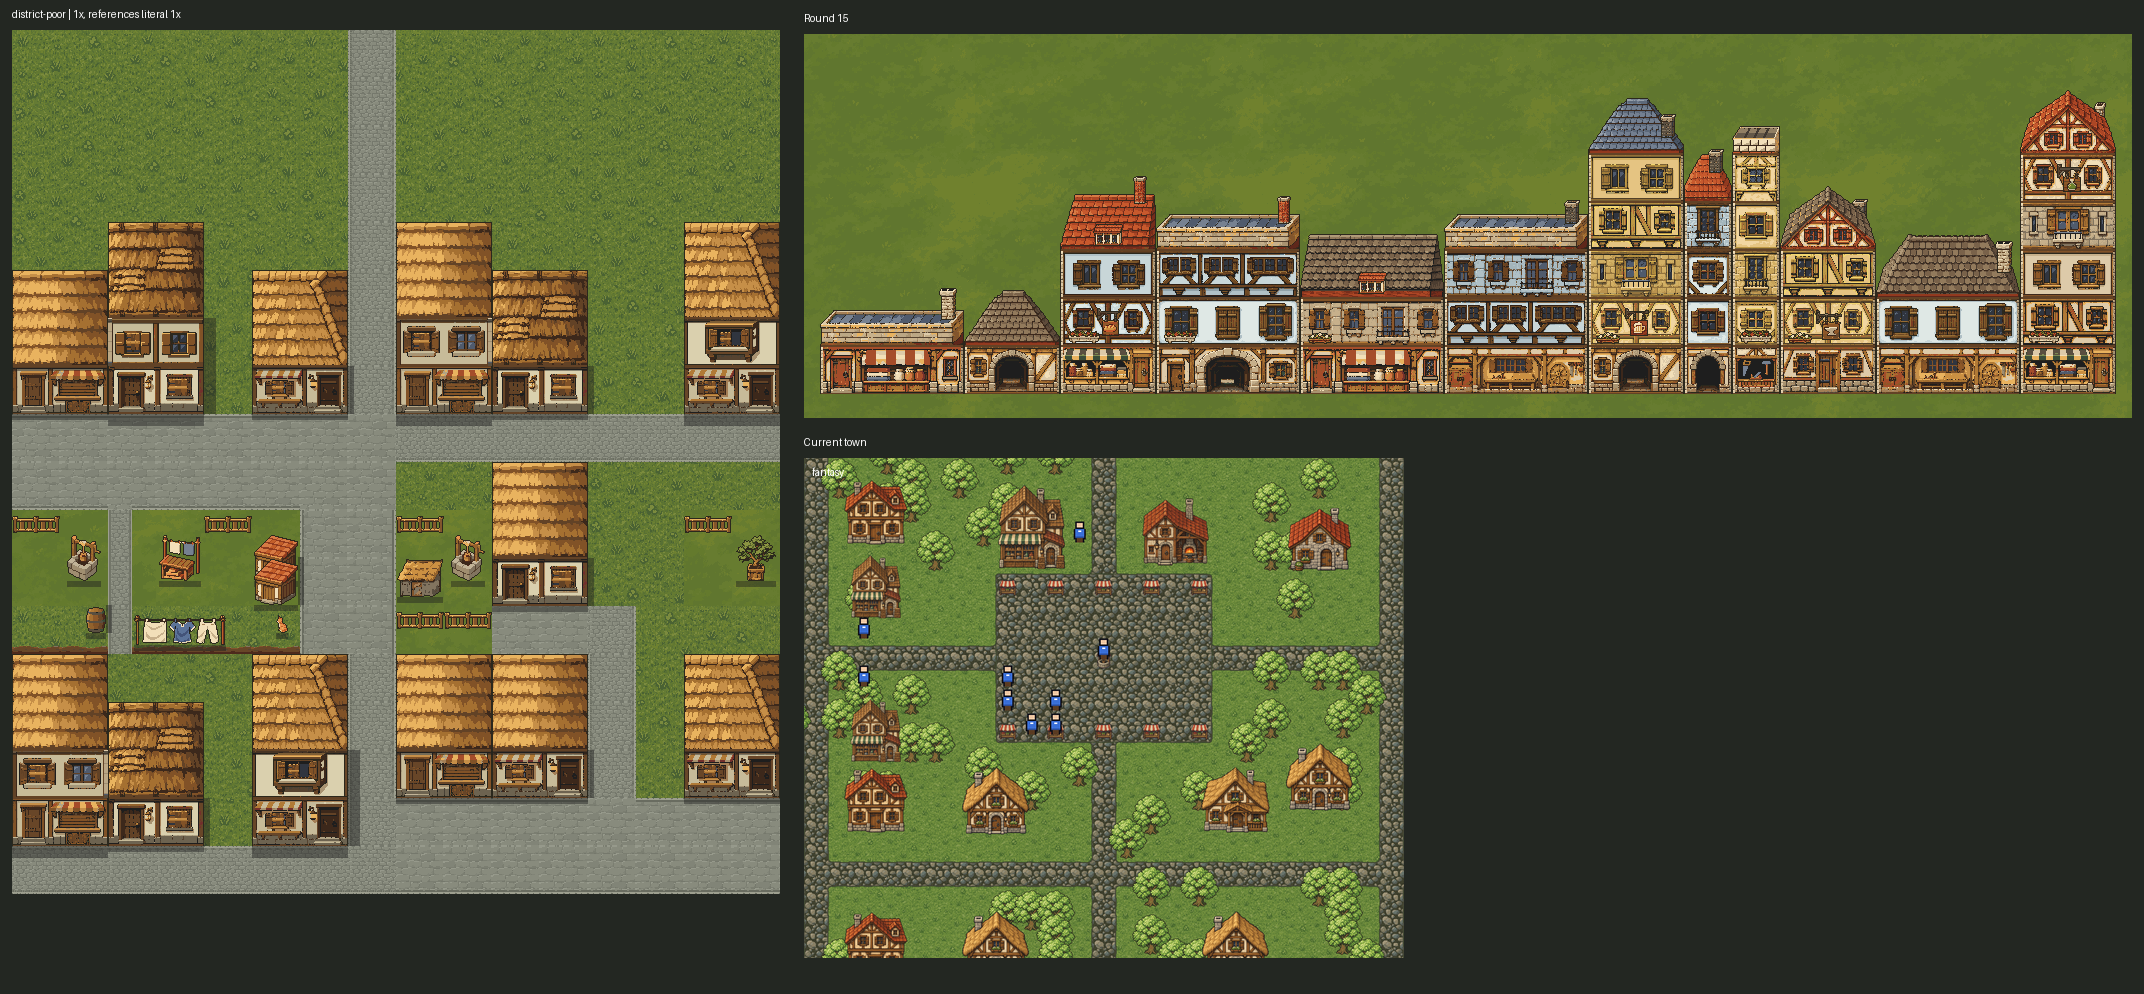 district-poor | 1x, references literal 1x
Round 15
Current town
fantasy